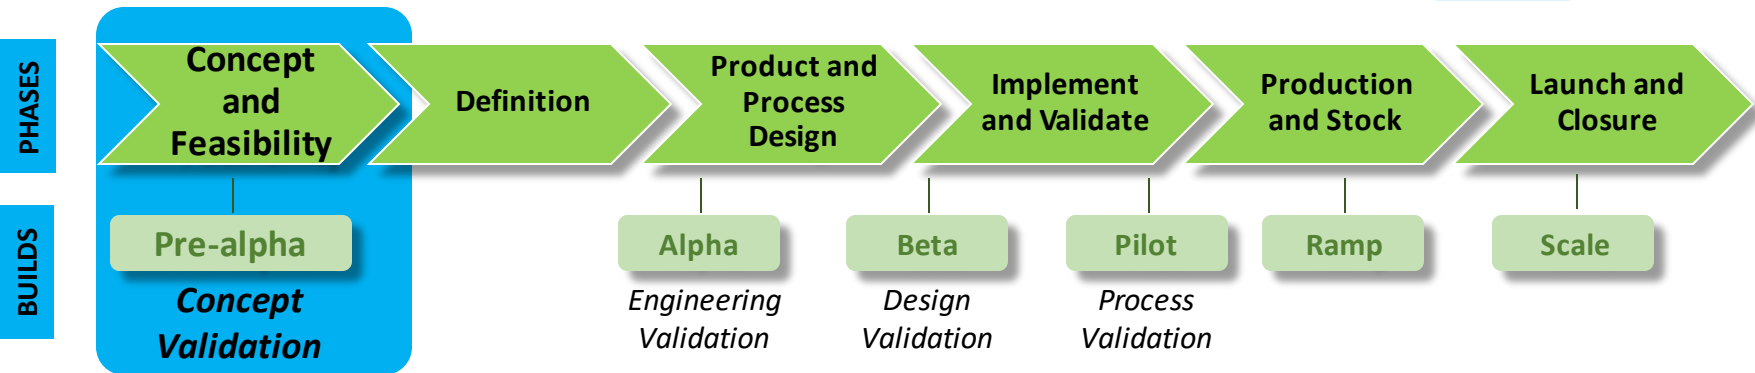 PHASES
Concept
and
Feasibility
Definition
Product and
Process
Design
Implement
and Validate
Production
and Stock
Launch and
Closure
BUILDS
Pre-alpha
Concept
Validation
Alpha
Engineering
Validation
Beta
Design
Validation
Pilot
Process
Validation
Ramp
Scale